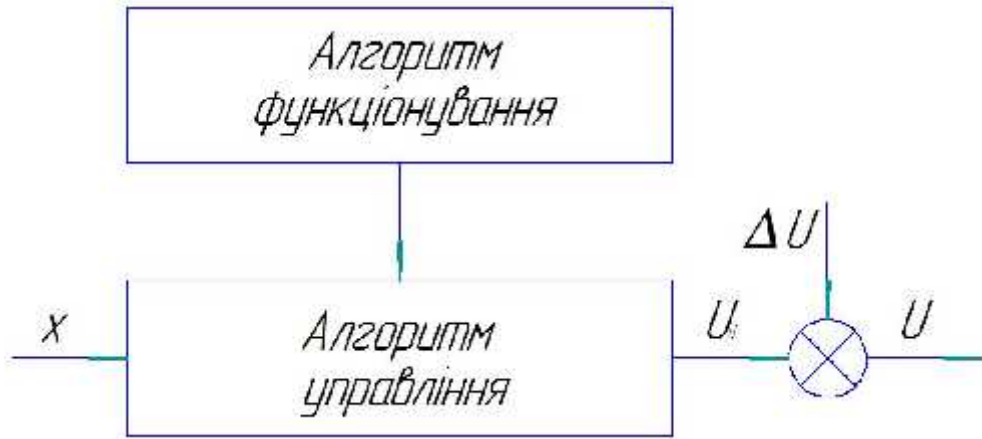 Алгоритм
функціонування
ΔU
x
Алгоритм
управління
U
U